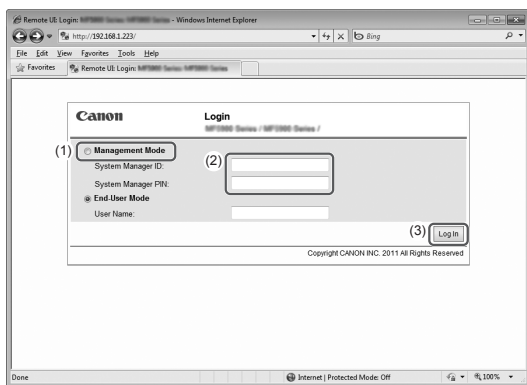 Remote UI: Login: - Windows Internet Explorer
http://192.168.1.223/
Bing
File Edit View Favorites Tools Help
Favorites
Remote UI: Login:
Canon
Login
(1)
Management Mode
(2)
System Manager ID:
System Manager PIN:
End-User Mode
User Name:
(3)
Log In
Copyright CANON INC. 2011 All Rights Reserved
Done
Internet | Protected Mode: Off
100%